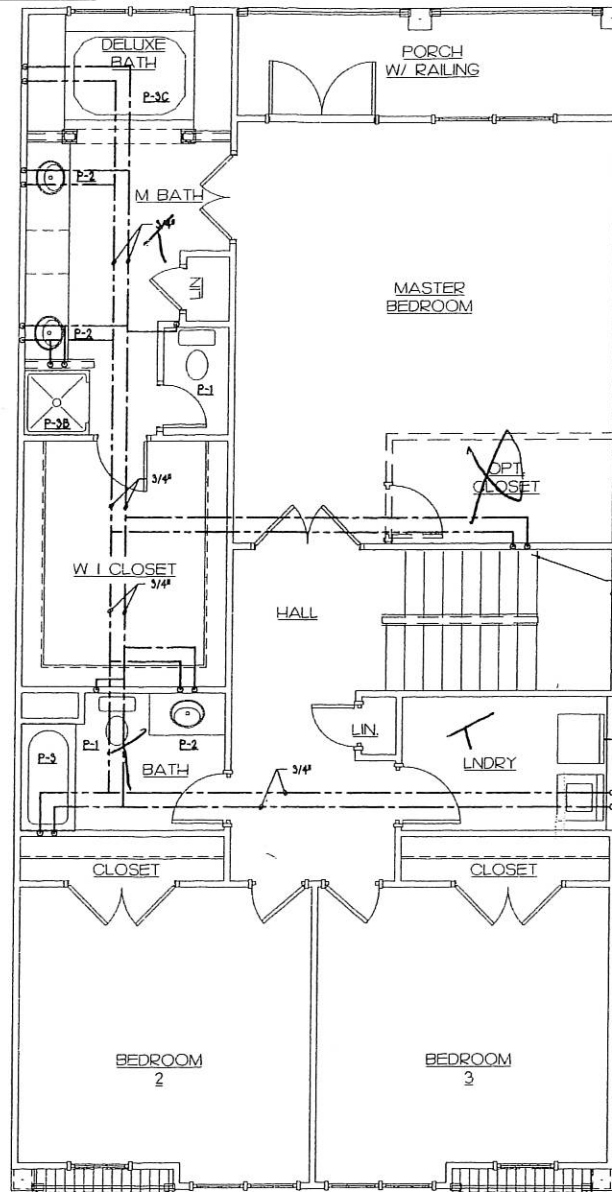 DELUXE
BATH
P-3C
PORCH
W/ RAILING
P-2
M BATH
3/4"
LIN
MASTER
BEDROOM
P-2
P-1
P-3B
OPT.
CLOSET
3/4"
W I CLOSET
3/4"
HALL
P-1
P-2
LIN.
P-3
BATH
LNDRY
3/4"
CLOSET
CLOSET
BEDROOM
2
BEDROOM
3